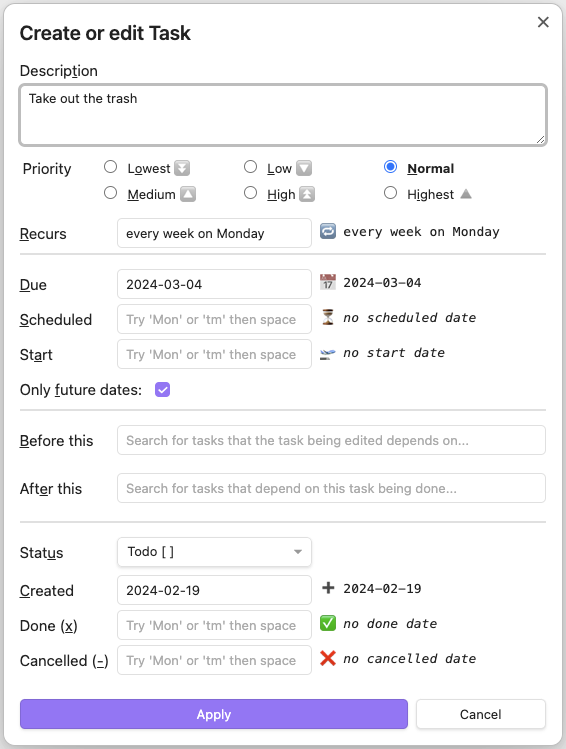 Create or edit Task
Description
Take out the trash
Priority Lowest Low Normal
Medium High Highest
Recurs every week on Monday every week on Monday
Due 2024-03-04 2024-03-04
Scheduled Try 'Mon' or 'tm' then space no scheduled date
Start Try 'Mon' or 'tm' then space no start date
Only future dates:
Before this Search for tasks that the task being edited depends on...
After this Search for tasks that depend on this task being done...
Status Todo [ ]
Created 2024-02-19 2024-02-19
Done (x) Try 'Mon' or 'tm' then space no done date
Cancelled (-) Try 'Mon' or 'tm' then space no cancelled date
Apply Cancel